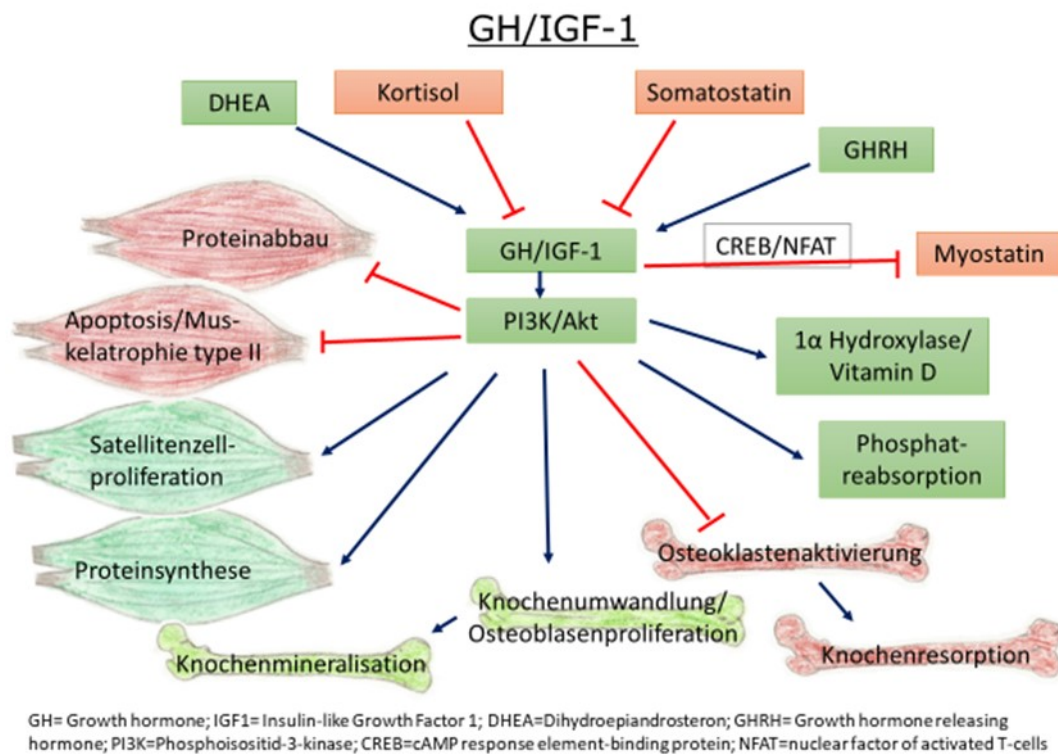 GH/IGF-1
DHEA
Kortisol
Somatostatin
GHRH
Proteinabbau
GH/IGF-1
CREB/NFAT
Myostatin
Apoptosis/Mus-
kelatrophie type II
PI3K/Akt
1α Hydroxylase/
Vitamin D
Satellitenzell-
proliferation
Phosphat-
reabsorption
Proteinsynthese
Osteoklastenaktivierung
Knochenumwandlung/
Osteoblasenproliferation
Knochenmineralisation
Knochenresorption
GH= Growth hormone; IGF1= Insulin-like Growth Factor 1; DHEA=Dihydroepiandrosteron; GHRH= Growth hormone releasing
hormone; PI3K=Phosphoisositid-3-kinase; CREB=cAMP response element-binding protein; NFAT=nuclear factor of activated T-cells